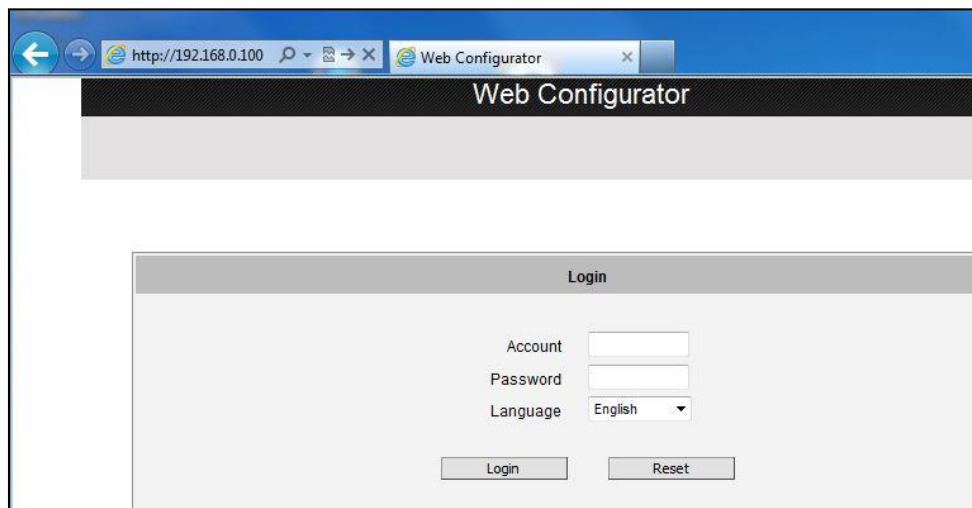 http://192.168.0.100
Web Configurator
Web Configurator
Login
Account
Password
Language English
Login Reset